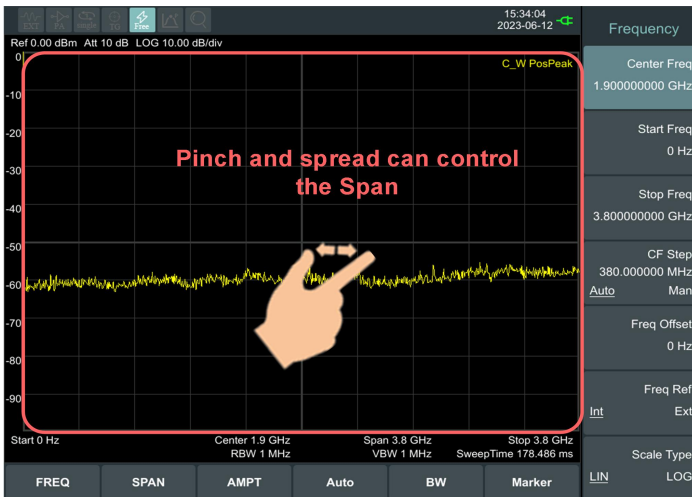 EXT PA Single TG Free
15:34:04
2023-06-12
Ref 0.00 dBm Att 10 dB LOG 10.00 dB/div
C_W PosPeak
0
-10
-20
-30
-40
-50
-60
-70
-80
-90
Pinch and spread can control
the Span
Start 0 Hz Center 1.9 GHz Span 3.8 GHz Stop 3.8 GHz
RBW 1 MHz VBW 1 MHz SweepTime 178.486 ms
FREQ SPAN AMPT Auto BW Marker
Frequency
Center Freq
1.900000000 GHz
Start Freq
0 Hz
Stop Freq
3.800000000 GHz
CF Step
380.000000 MHz
Auto Man
Freq Offset
0 Hz
Freq Ref
Int Ext
Scale Type
LIN LOG